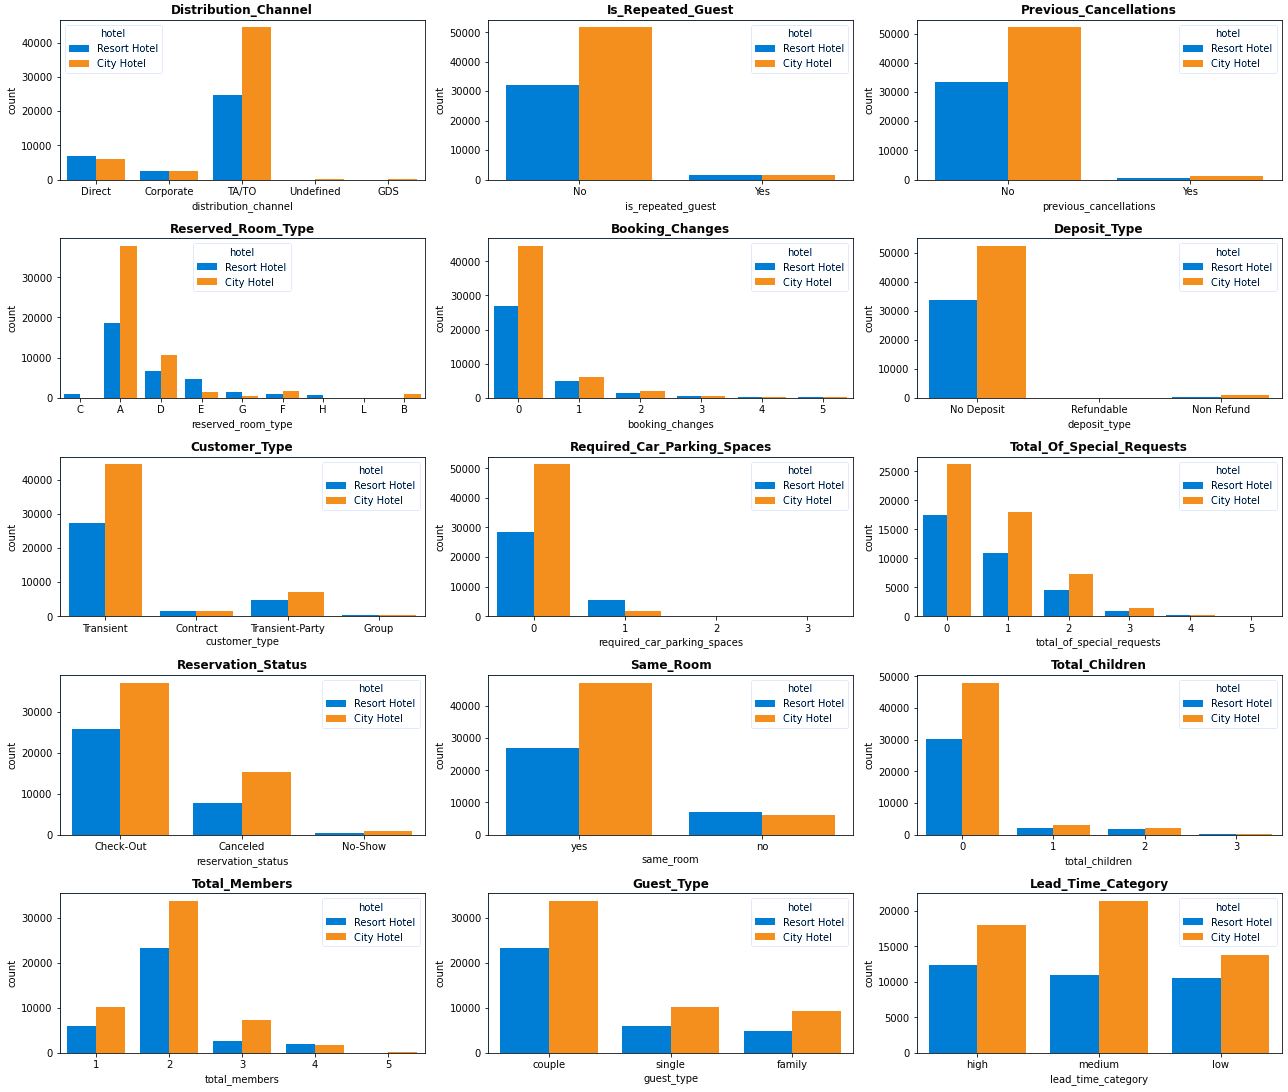 Distribution_Channel
hotel
Resort Hotel
City Hotel
40000
30000
20000
10000
0
count
Direct Corporate TA/TO Undefined GDS
distribution_channel
Is_Repeated_Guest
hotel
Resort Hotel
City Hotel
50000
40000
30000
20000
10000
0
count
No Yes
is_repeated_guest
Previous_Cancellations
hotel
Resort Hotel
City Hotel
50000
40000
30000
20000
10000
0
count
No Yes
previous_cancellations
Reserved_Room_Type
hotel
Resort Hotel
City Hotel
30000
20000
10000
0
count
C A D E G F H L B
reserved_room_type
Booking_Changes
hotel
Resort Hotel
City Hotel
40000
30000
20000
10000
0
count
0 1 2 3 4 5
booking_changes
Deposit_Type
hotel
Resort Hotel
City Hotel
50000
40000
30000
20000
10000
0
count
No Deposit Refundable Non Refund
deposit_type
Customer_Type
hotel
Resort Hotel
City Hotel
40000
30000
20000
10000
0
count
Transient Contract Transient-Party Group
customer_type
Required_Car_Parking_Spaces
hotel
Resort Hotel
City Hotel
50000
40000
30000
20000
10000
0
count
0 1 2 3
required_car_parking_spaces
Total_Of_Special_Requests
hotel
Resort Hotel
City Hotel
25000
20000
15000
10000
5000
0
count
0 1 2 3 4 5
total_of_special_requests
Reservation_Status
hotel
Resort Hotel
City Hotel
30000
20000
10000
0
count
Check-Out Canceled No-Show
reservation_status
Same_Room
hotel
Resort Hotel
City Hotel
40000
30000
20000
10000
0
count
yes no
same_room
Total_Children
hotel
Resort Hotel
City Hotel
50000
40000
30000
20000
10000
0
count
0 1 2 3
total_children
Total_Members
hotel
Resort Hotel
City Hotel
30000
20000
10000
0
count
1 2 3 4 5
total_members
Guest_Type
hotel
Resort Hotel
City Hotel
30000
20000
10000
0
count
couple single family
guest_type
Lead_Time_Category
hotel
Resort Hotel
City Hotel
20000
15000
10000
5000
0
count
high medium low
lead_time_category